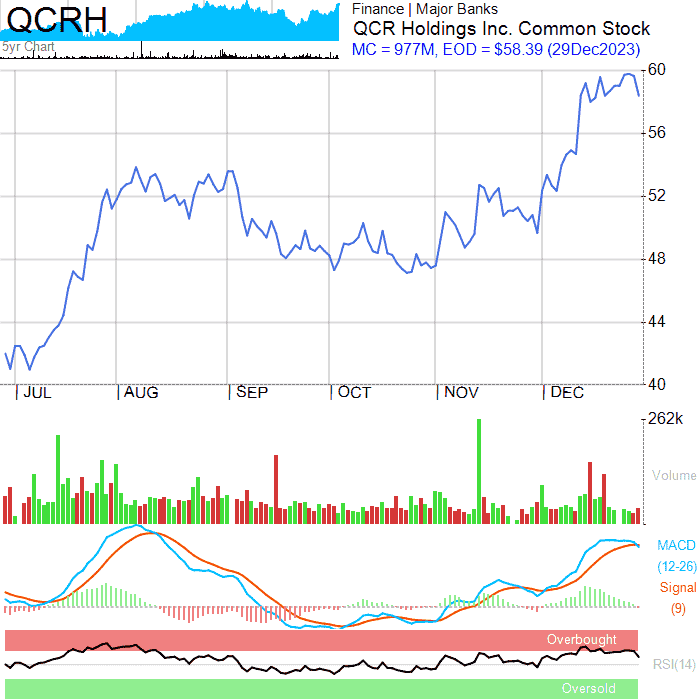 QCRH
5yr Chart
Finance | Major Banks
QCR Holdings Inc. Common Stock
MC = 977M, EOD = $58.39 (29Dec2023)
60
56
52
48
44
40
JUL AUG SEP OCT NOV DEC
262k
Volume
MACD
(12-26)
Signal
(9)
Overbought
RSI(14)
Oversold